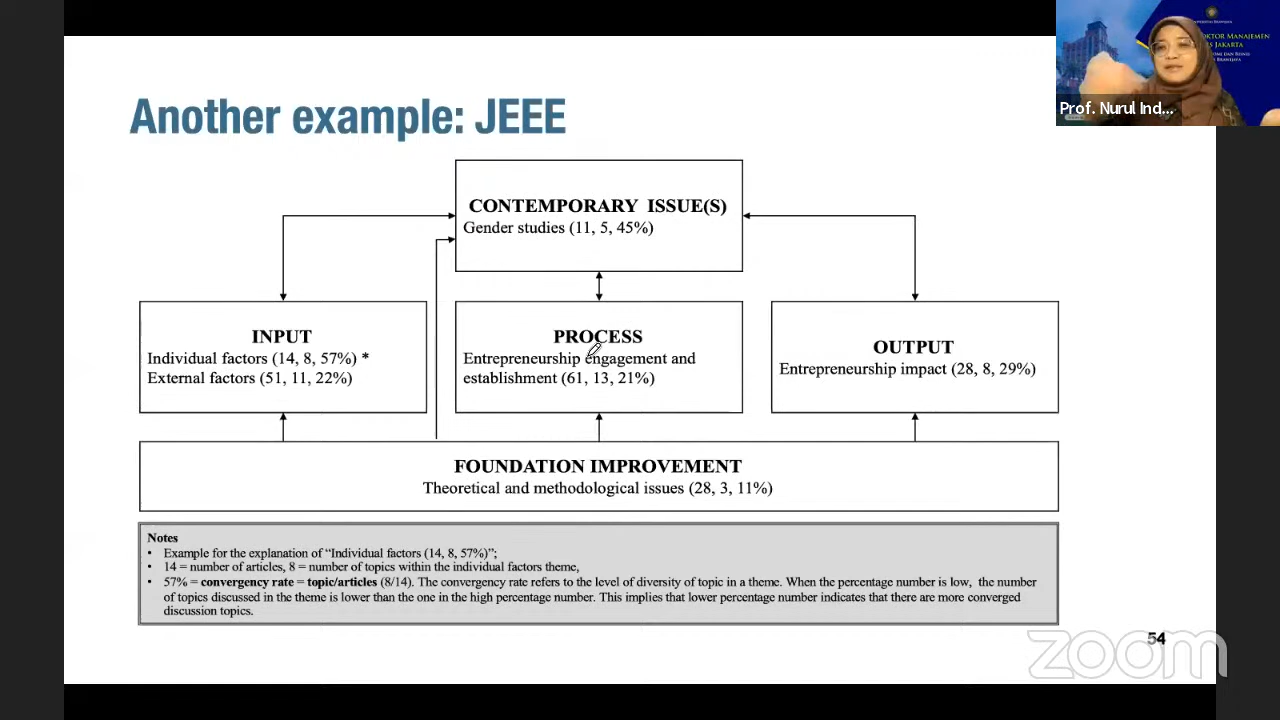 Another example: JEEE
CONTEMPORARY ISSUE(S)
Gender studies (11, 5, 45%)
INPUT
Individual factors (14, 8, 57%) *
External factors (51, 11, 22%)
PROCESS
Entrepreneurship engagement and
establishment (61, 13, 21%)
OUTPUT
Entrepreneurship impact (28, 8, 29%)
FOUNDATION IMPROVEMENT
Theoretical and methodological issues (28, 3, 11%)
Notes
• Example for the explanation of “Individual factors (14, 8, 57%)”;
• 14 = number of articles, 8 = number of topics within the individual factors theme,
• 57% = convergency rate = topic/articles (8/14). The convergency rate refers to the level of diversity of topic in a theme. When the percentage number is low, the number
of topics discussed in the theme is lower than the one in the high percentage number. This implies that lower percentage number indicates that there are more converged
discussion topics.
54
zoom
OKTOR MANAJEMEN
JAKARTA
Prof. Nurul Ind...